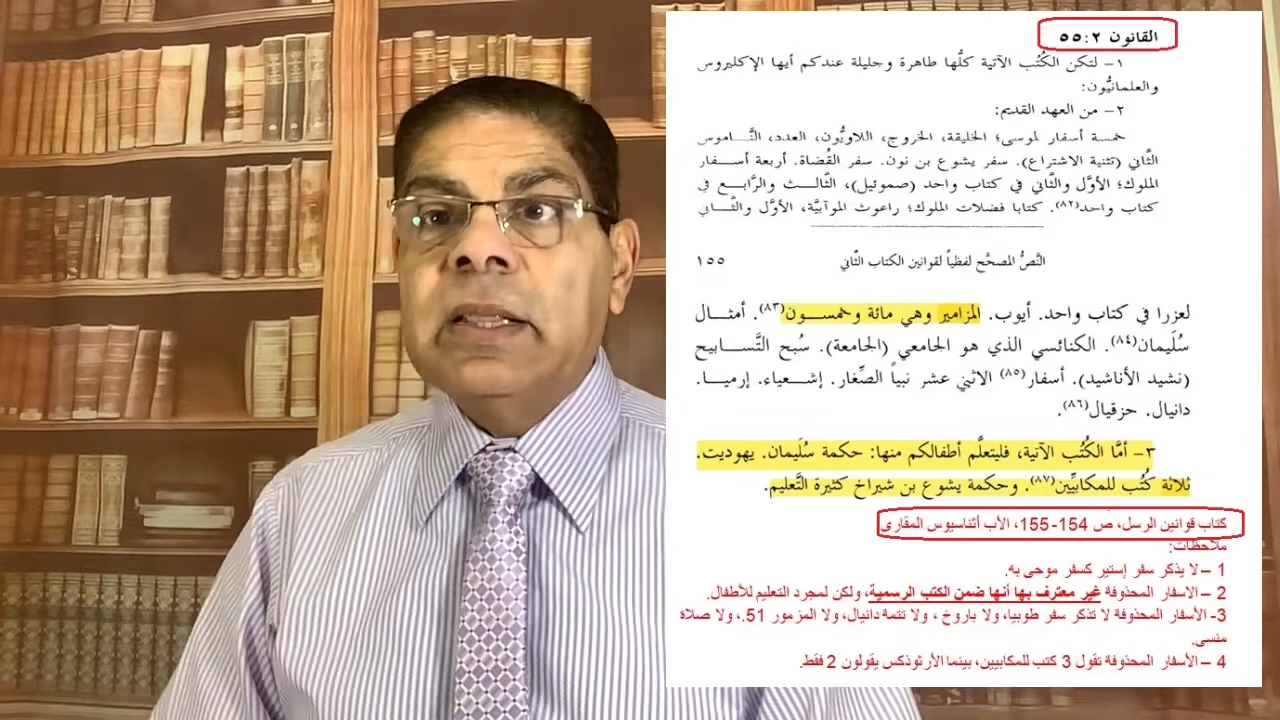 القانون ٥٥:٢
١- لتكن الكُتُب الآتية كلُّها طاهرة وجليلة عندكم أيها الإكليروس
والعلمانيُّون:
٢- من العهد القديم:
خمسة أسفار لموسى؛ الخليقة، الخروج، اللاويُّون، العدد، النَّاموس
الثَّاني (تثنية الاشتراع). سفر يشوع بن نون. سفر القُضاة. أربعة أسفار
الملوك؛ الأوَّل والثَّاني في كتاب واحد (صموئيل)، الثَّالث والرَّابع في
كتاب واحد(٨٢). كتابا فضلات الملوك؛ راعوث الموآبيَّة، الأوَّل والثَّاني
النَّصُّ المصحَّح لفظياً لقوانين الكتاب الثَّاني ١٥٥
لعزرا في كتاب واحد. أيوب. المزامير وهي مائة وخمسون(٨٣). أمثال
سُلَيمان(٨٤). الكنائسي الذي هو الجامعي (الجامعة). سُبح التَّسابيح
(نشيد الأناشيد). أسفار(٨٥) الاثني عشر نبياً الصِّغار. إشعياء. إرميا.
دانيال. حزقيال(٨٦).
٣- أمَّا الكُتُب الآتية، فليتعلَّم أطفالكم منها: حكمة سُلَيمان. يهوديت.
ثلاثة كُتُب للمكابيِّين(٨٧). وحكمة يشوع بن شيراخ كثيرة التَّعليم.
كتاب قوانين الرسل، ص 154-155، الأب أثناسيوس المقارى
ملاحظات:
1 – لا يذكر سفر إستير كسفر موحى به.
2 – الاسفار المحذوفة غير معترف بها أنها ضمن الكتب الرسمية، ولكن لمجرد التعليم للأطفال.
3- الأسفار المحذوفة لا تذكر سفر طوبيا، ولا باروخ ، ولا تتمة دانيال، ولا المزمور 51.، ولا صلاة
منسى.
4 – الأسفار المحذوفة تقول 3 كتب للمكابيين، بينما الأرثوذكس يقولون 2 فقط.